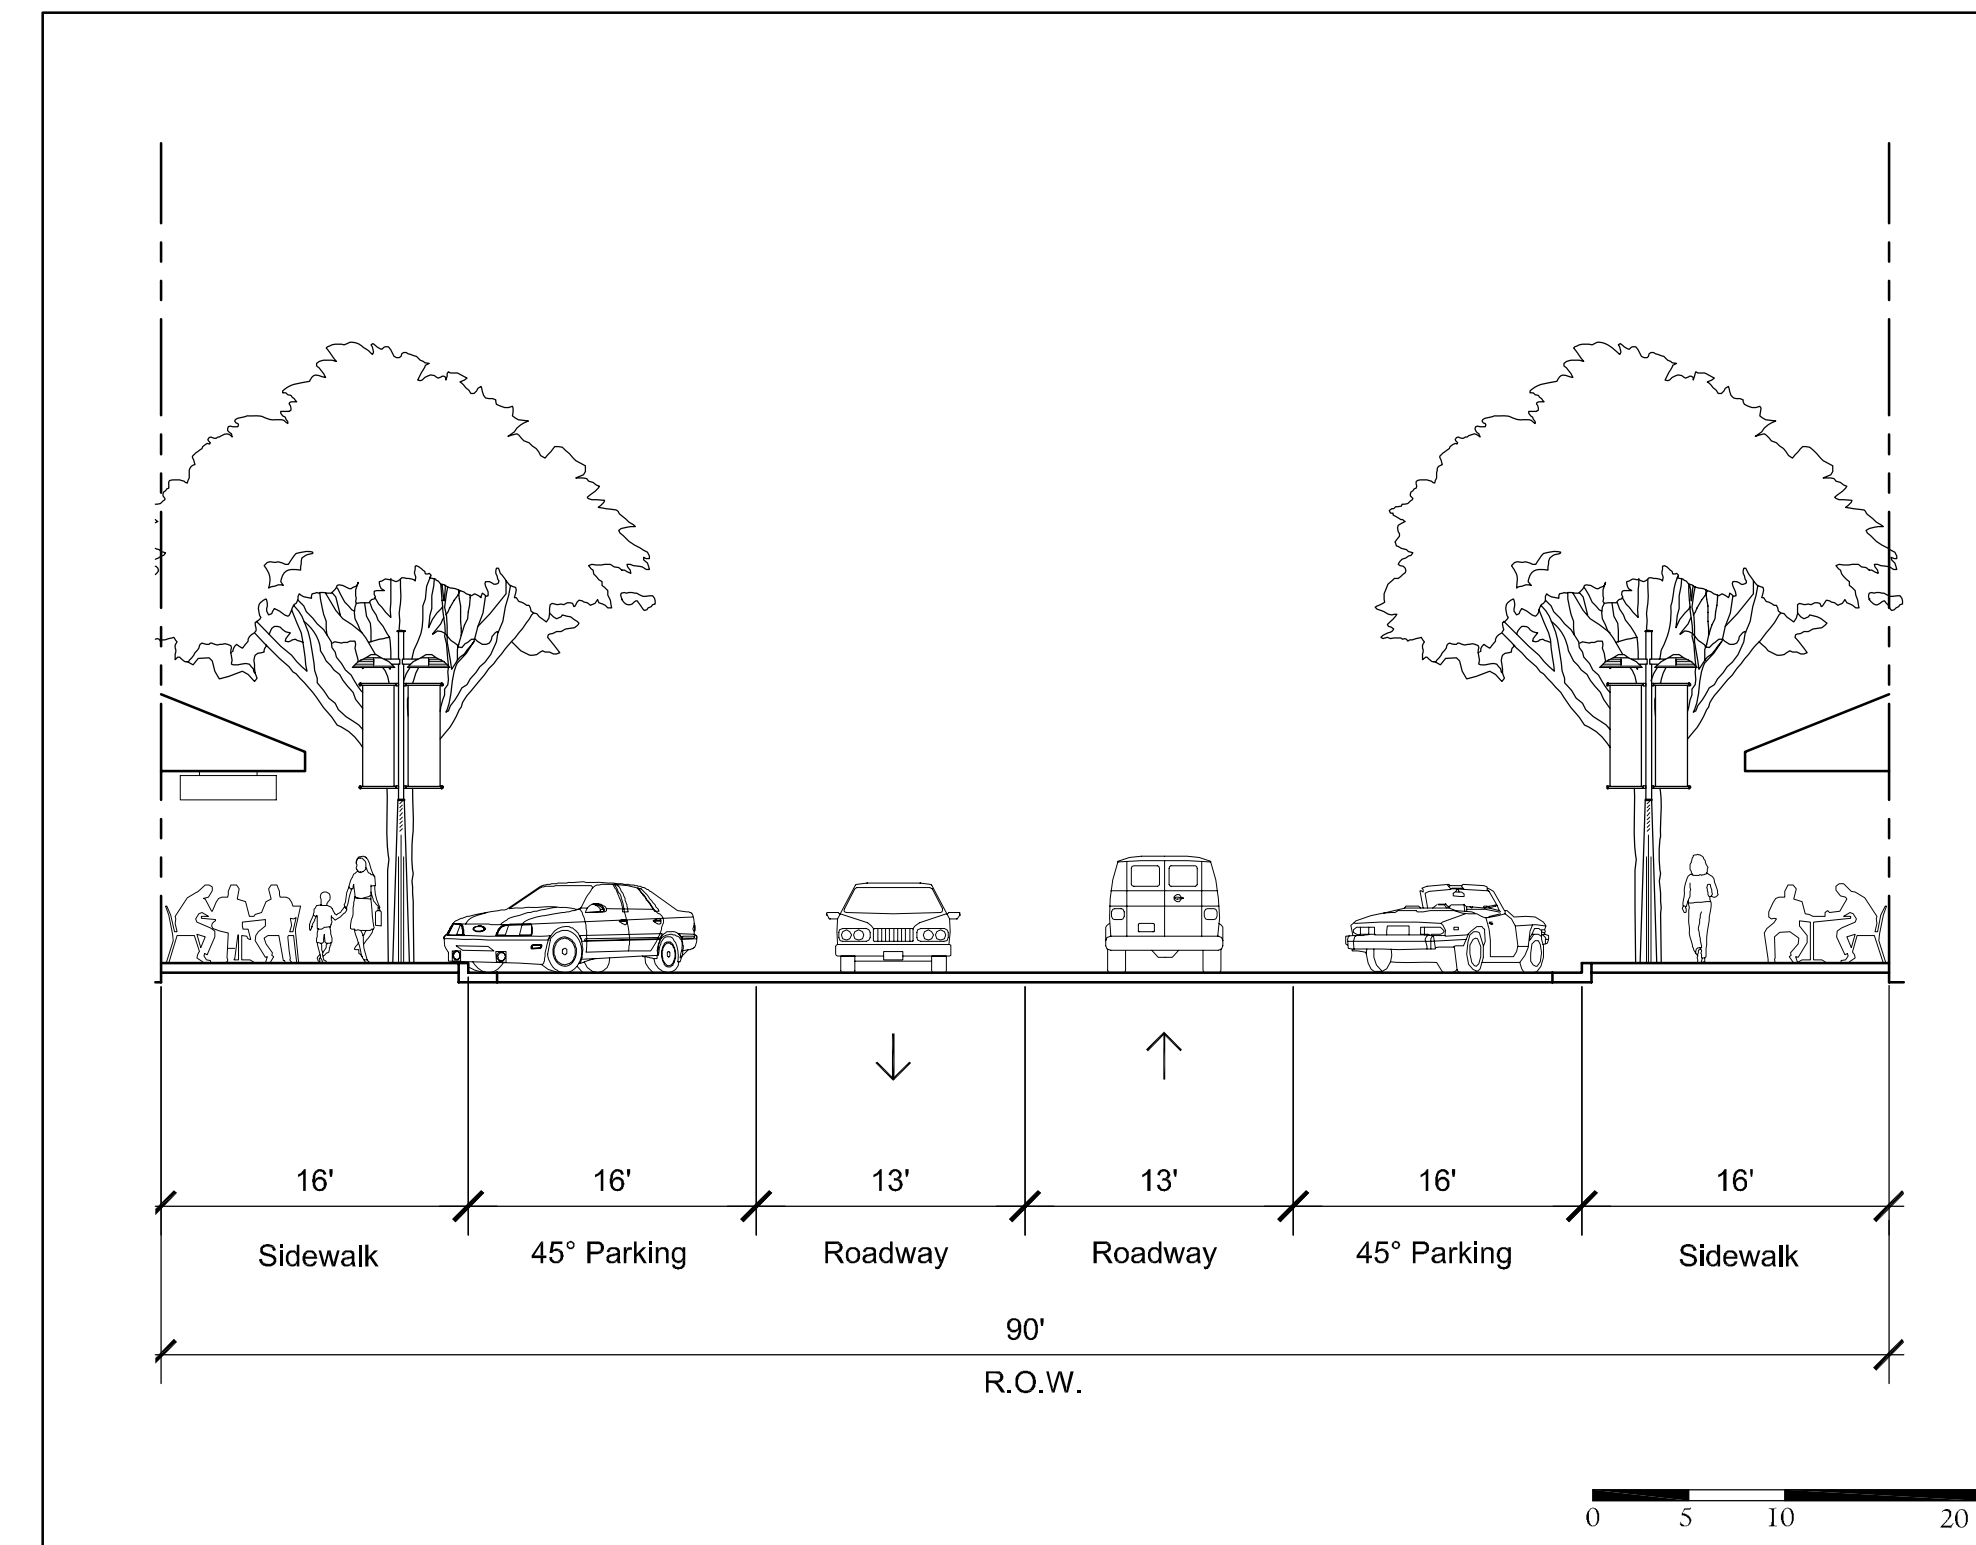 16' 16' 13' 13' 16' 16'
Sidewalk 45° Parking Roadway Roadway 45° Parking Sidewalk
90'
R.O.W.
0 5 10 20